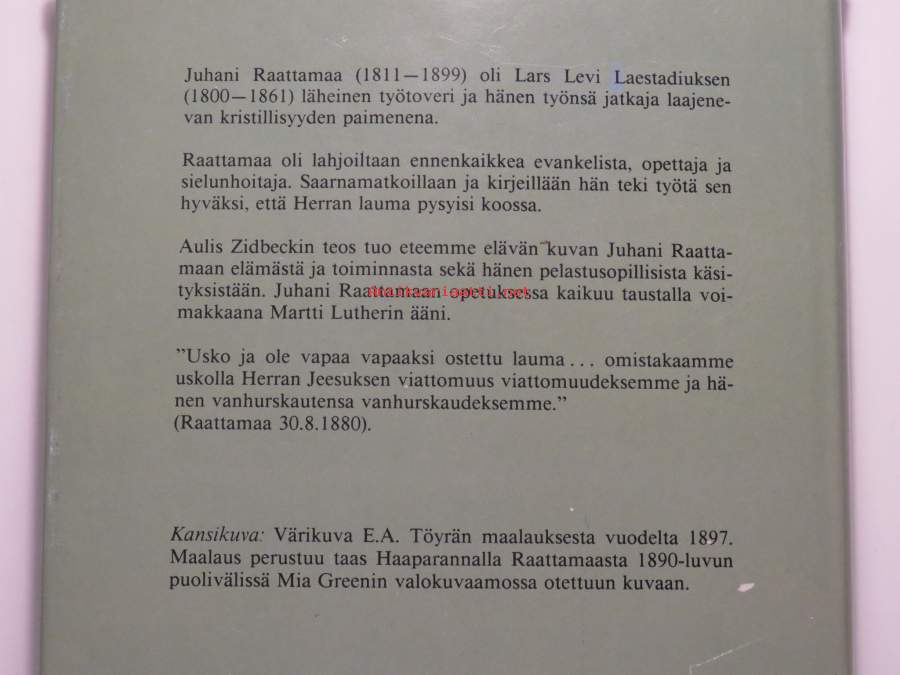 Juhani Raattamaa (1811—1899) oli Lars Levi Laestadiuksen
(1800—1861) läheinen työtoveri ja hänen työnsä jatkaja laajene-
van kristillisyyden paimenena.
Raattamaa oli lahjoiltaan ennenkaikkea evankelista, opettaja ja
sielunhoitaja. Saarnamatkoillaan ja kirjeillään hän teki työtä sen
hyväksi, että Herran lauma pysyisi koossa.
Aulis Zidbeckin teos tuo eteemme elävän kuvan Juhani Raatta-
maan elämästä ja toiminnasta sekä hänen pelastusopillisista käsi-
tyksistään. Juhani Raattamaan opetuksessa kaikuu taustalla voi-
makkaana Martti Lutherin ääni.
”Usko ja ole vapaa vapaaksi ostettu lauma... omistakaamme
uskolla Herran Jeesuksen viattomuus viattomuudeksemme ja hä-
nen vanhurskautensa vanhurskaudeksemme.”
(Raattamaa 30.8.1880).
Kansikuva: Värikuva E.A. Töyrän maalauksesta vuodelta 1897.
Maalaus perustuu taas Haaparannalla Raattamaasta 1890-luvun
puolivälissä Mia Greenin valokuvaamossa otettuun kuvaan.